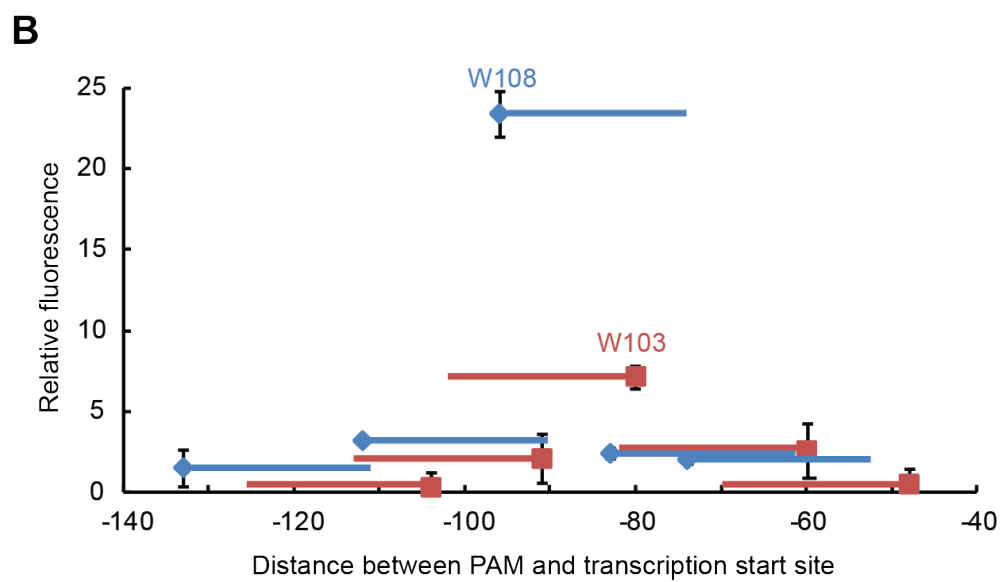 B
W108
25
20
15
10
5
0
Relative fluorescence
W103
-140 -120 -100 -80 -60 -40
Distance between PAM and transcription start site